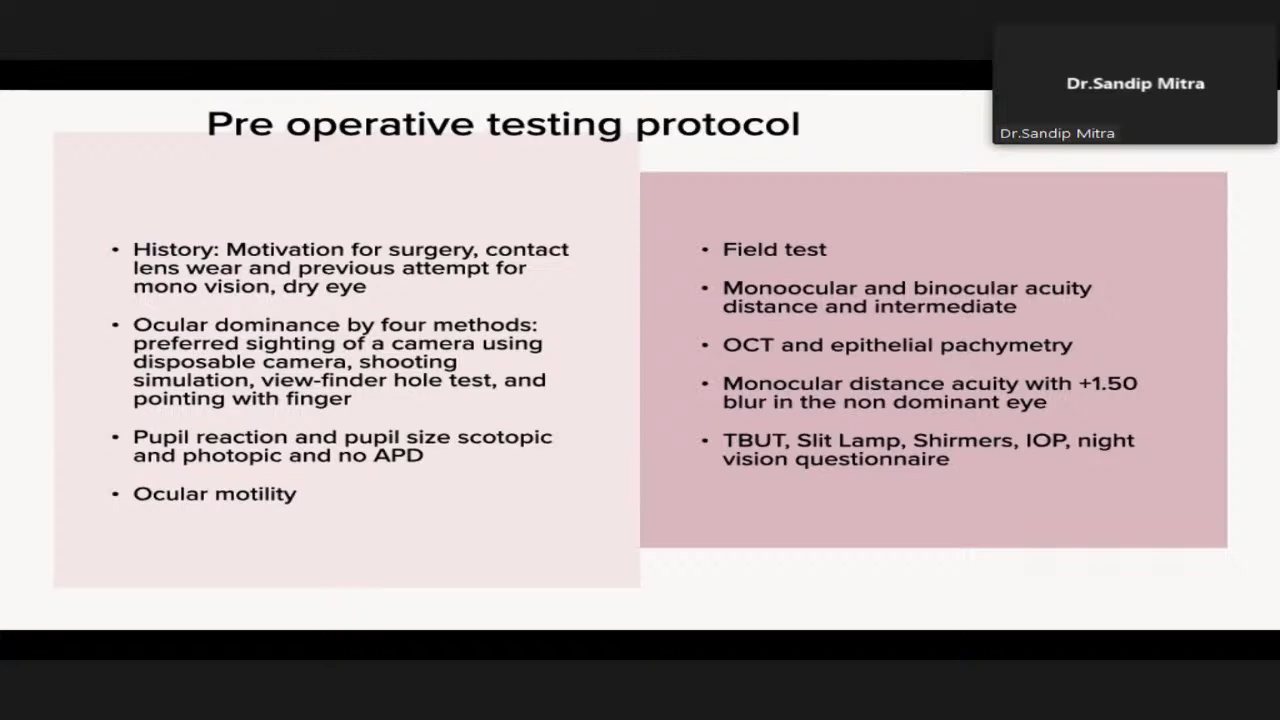 Pre operative testing protocol
Dr.Sandip Mitra
Dr.Sandip Mitra
• History: Motivation for surgery, contact
lens wear and previous attempt for
mono vision, dry eye
• Ocular dominance by four methods:
preferred sighting of a camera using
disposable camera, shooting
simulation, view-finder hole test, and
pointing with finger
• Pupil reaction and pupil size scotopic
and photopic and no APD
• Ocular motility
• Field test
• Monoocular and binocular acuity
distance and intermediate
• OCT and epithelial pachymetry
• Monocular distance acuity with +1.50
blur in the non dominant eye
• TBUT, Slit Lamp, Shirmers, IOP, night
vision questionnaire